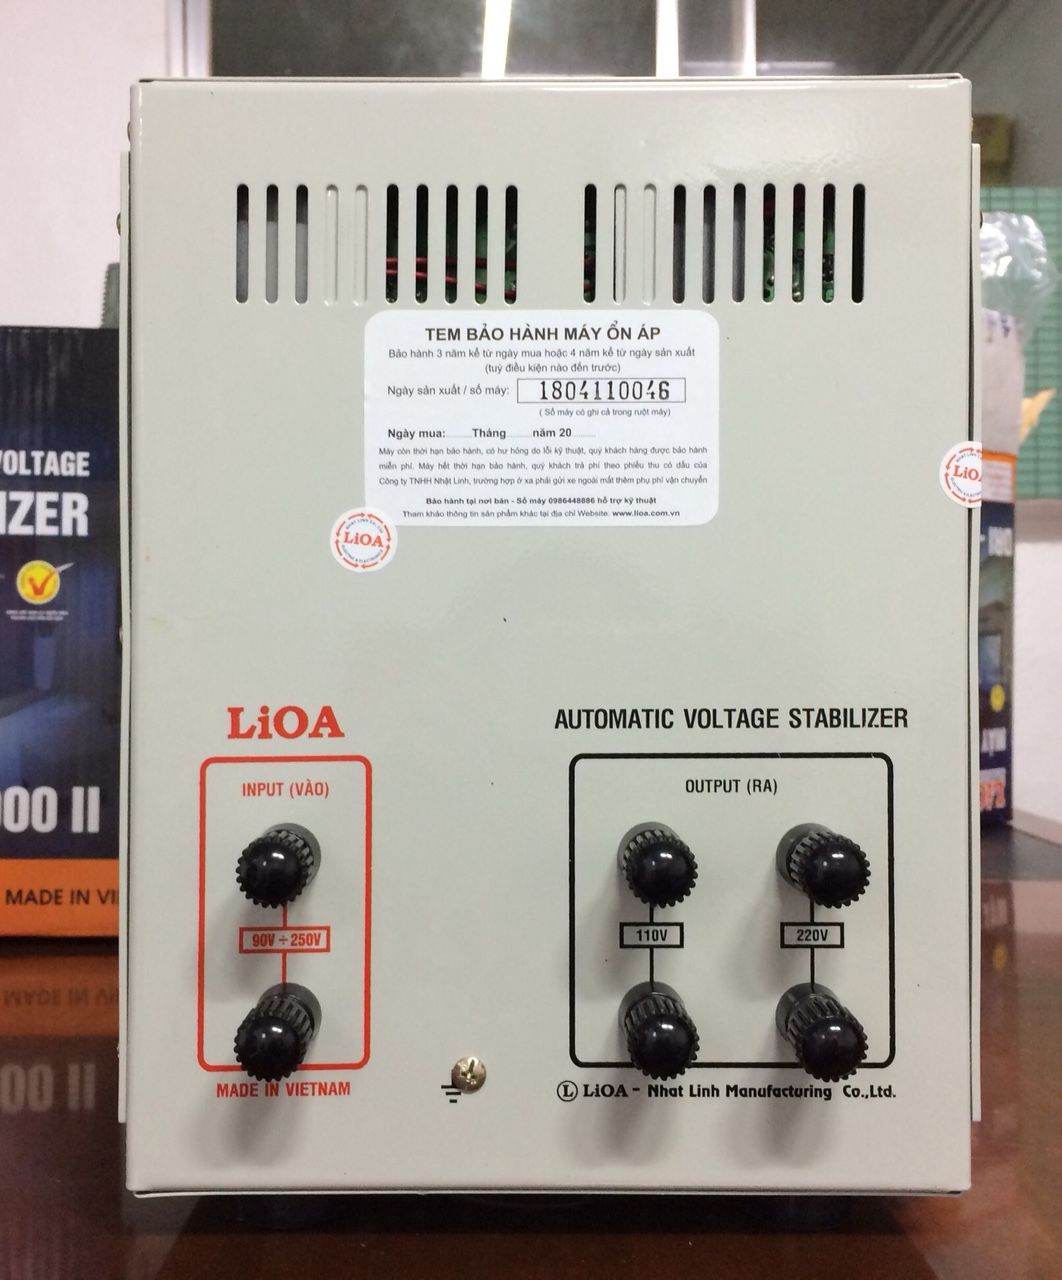 TEM BẢO HÀNH MÁY ỔN ÁP
Bảo hành 3 năm kể từ ngày mua hoặc 4 năm kể từ ngày sản xuất
(tuỳ điều kiện nào đến trước)
Ngày sản xuất / số máy: 1804110046
( Số máy có ghi cả trong ruột máy)
Ngày mua: Tháng năm 20
Máy còn thời hạn bảo hành, có hư hỏng do lỗi kỹ thuật, quý khách hàng được bảo hành
miễn phí. Máy hết thời hạn bảo hành, quý khách trả phí theo phiếu thu có dấu của
Công ty TNHH Nhật Linh, trường hợp ở xa phải gửi xe ngoài mất thêm phụ phí vận chuyển
Bảo hành tại nơi bán - Số máy 0986448886 hỗ trợ kỹ thuật
Tham khảo thông tin sản phẩm khác tại địa chỉ Website: www.lioa.com.vn
LiOA
LiOA
VOLTAGE
IZER
000 II
MADE IN VI
LiOA
AUTOMATIC VOLTAGE STABILIZER
INPUT (VÀO)
OUTPUT (RA)
90V ÷ 250V
110V
220V
MADE IN VIETNAM
LiOA - Nhat Linh Manufacturing Co.,Ltd.